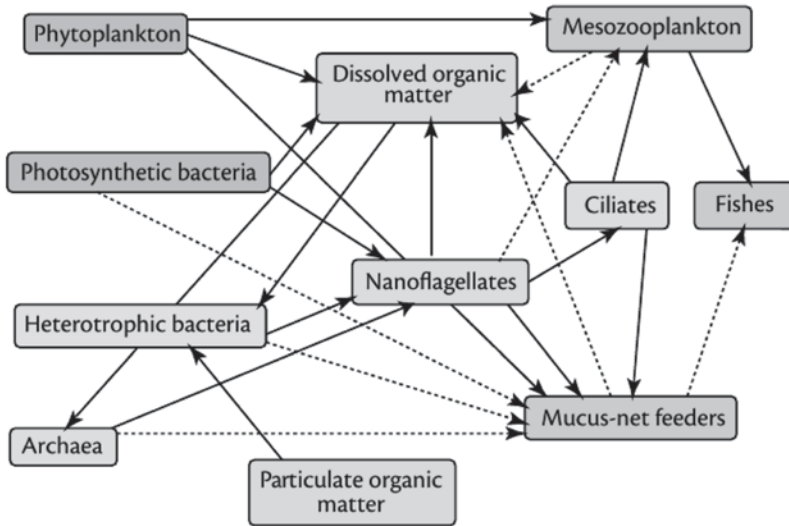 Phytoplankton
Mesozooplankton
Dissolved organic
matter
Photosynthetic bacteria
Ciliates
Fishes
Nanoflagellates
Heterotrophic bacteria
Mucus-net feeders
Archaea
Particulate organic
matter